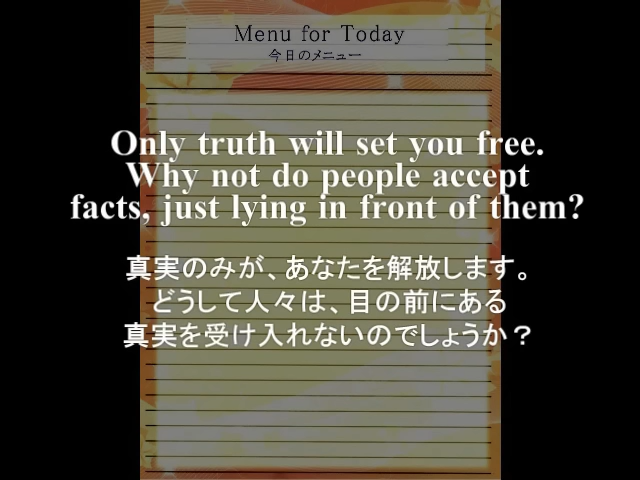 Menu for Today
今日のメニュー
Only truth will set you free.
Why not do people accept
facts, just lying in front of them?
真実のみが、あなたを解放します。
どうして人々は、目の前にある
真実を受け入れないのでしょうか？